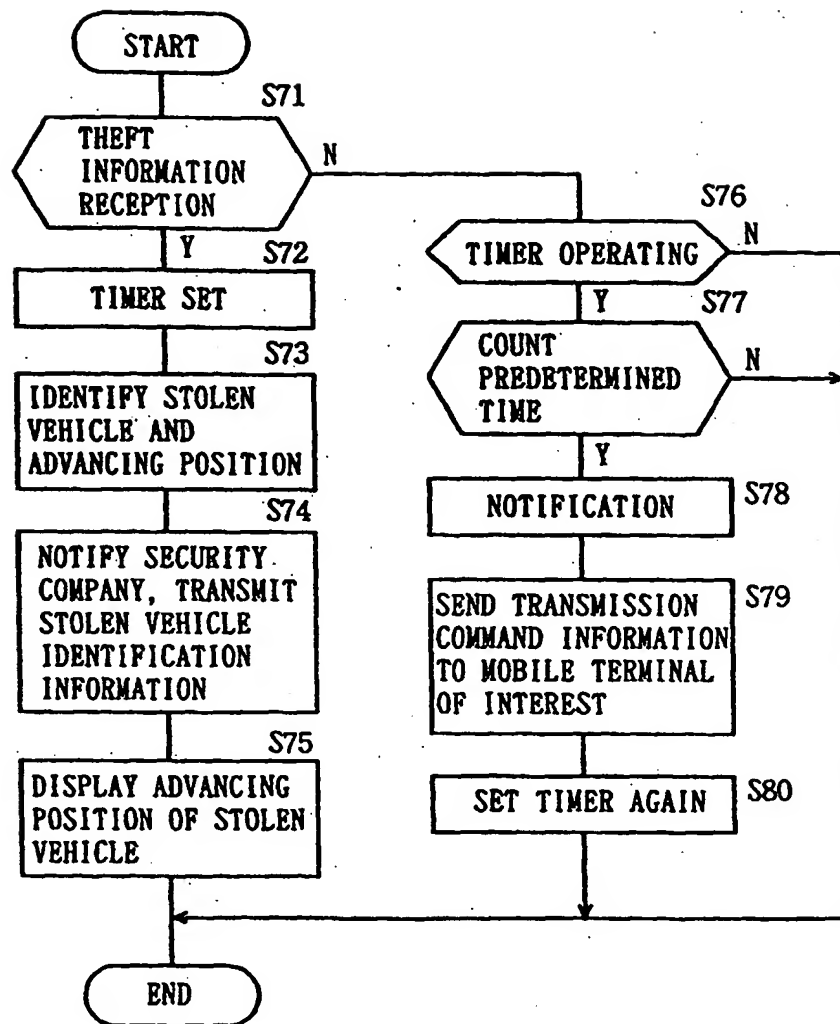 START
S71
THEFT
INFORMATION
RECEPTION
N
Y
S72
TIMER SET
S73
IDENTIFY STOLEN
VEHICLE AND
ADVANCING POSITION
S74
NOTIFY SECURITY
COMPANY, TRANSMIT
STOLEN VEHICLE
IDENTIFICATION
INFORMATION
S75
DISPLAY ADVANCING
POSITION OF STOLEN
VEHICLE
END
S76
TIMER OPERATING
N
Y
S77
COUNT
PREDETERMINED
TIME
N
Y
S78
NOTIFICATION
S79
SEND TRANSMISSION
COMMAND INFORMATION
TO MOBILE TERMINAL
OF INTEREST
S80
SET TIMER AGAIN